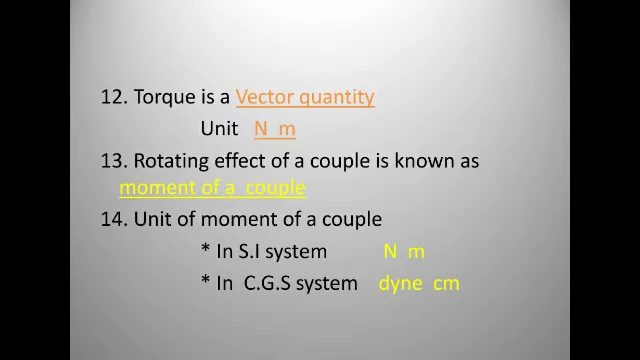 12. Torque is a Vector quantity
Unit N m
13. Rotating effect of a couple is known as
moment of a couple
14. Unit of moment of a couple
* In S.I system N m
* In C.G.S system dyne cm